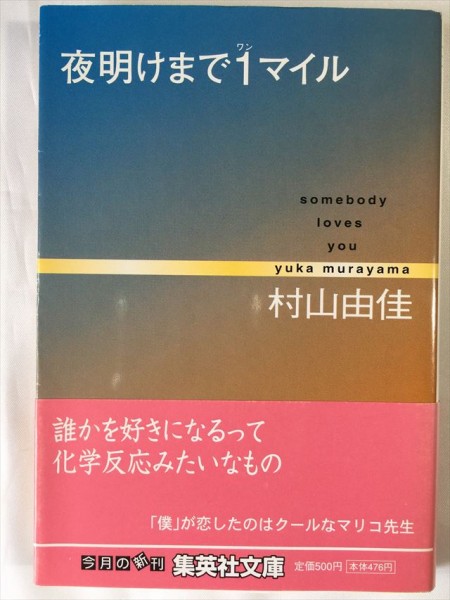 ワン
夜明けまで1マイル
somebody
loves
you
yuka murayama
村山由佳
誰かを好きになるって
化学反応みたいなもの
「僕」が恋したのはクールなマリコ先生
今月の新刊 集英社文庫 定価500円 本体476円